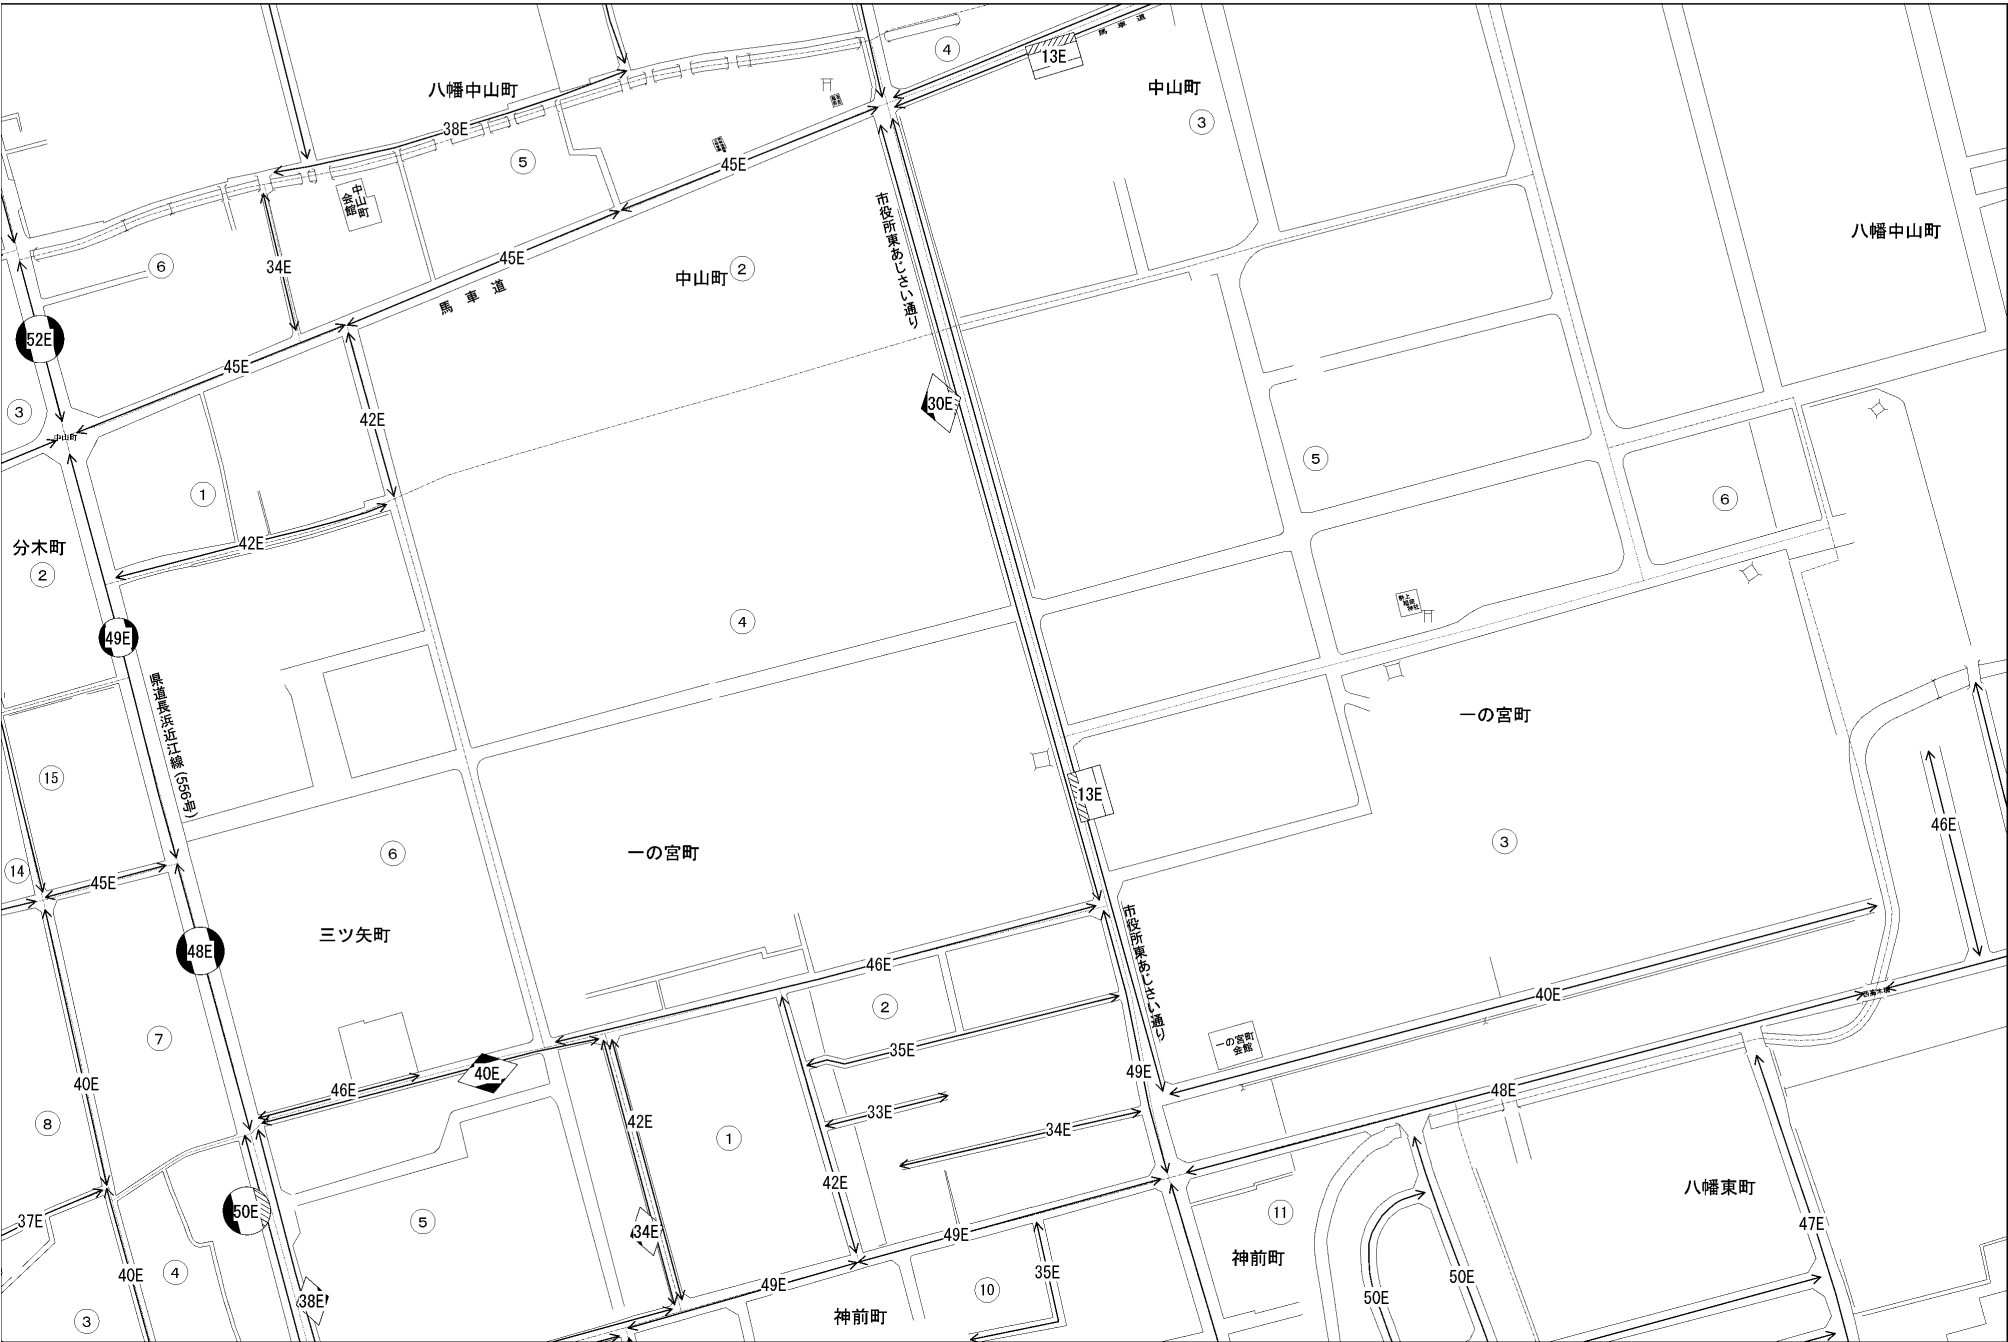 馬車道
④
13E
八幡中山町
中山町
③
38E
⑤
45E
中山町
会館
市役所東あじさい通り
八幡中山町
⑥
34E
45E
中山町
②
馬車道
52E
45E
30E
③
42E
中山町
⑤
①
⑥
42E
分木町
②
④
49E
県道長浜近江線(556号)
一の宮町
⑮
13E
46E
⑥
一の宮町
③
⑭
45E
市役所東あじさい通り
三ツ矢町
48E
46E
②
40E
⑦
一の宮町
会館
35E
40E
49E
40E
46E
48E
33E
42E
⑧
①
34E
42E
八幡東町
50E
37E
⑤
34E
⑪
47E
49E
神前町
④
40E
35E
50E
49E
⑩
38E
50E
③
神前町